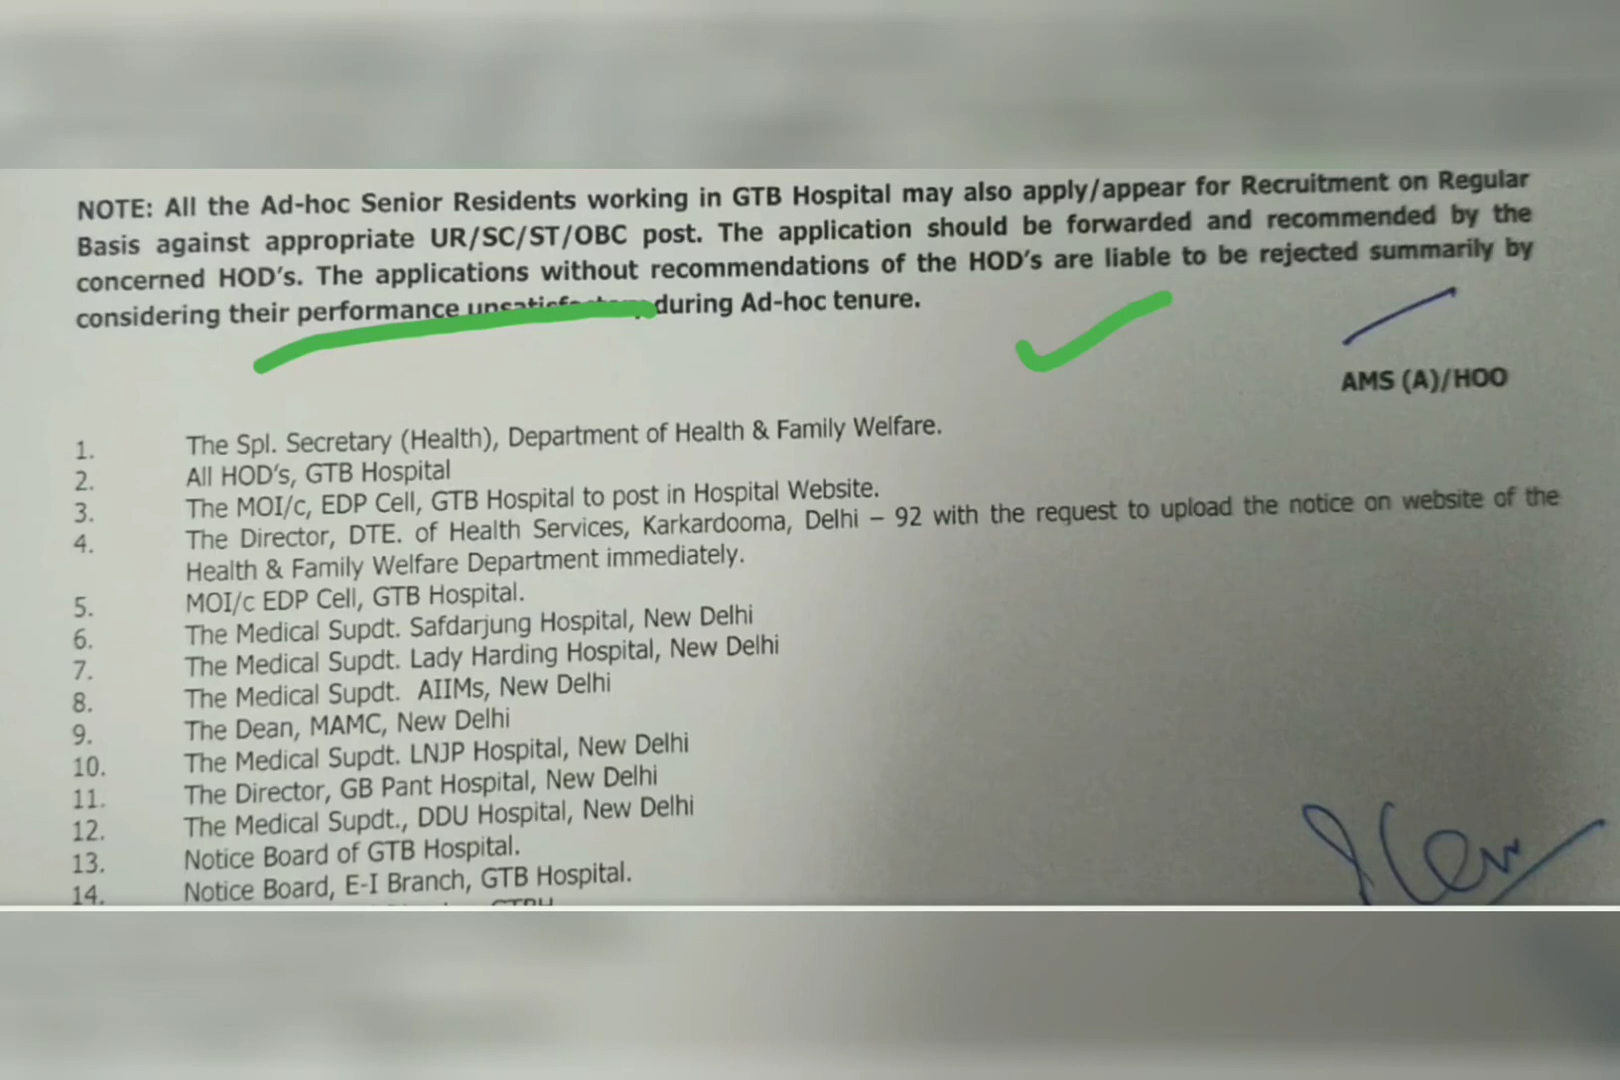 NOTE: All the Ad-hoc Senior Residents working in GTB Hospital may also apply/appear for Recruitment on Regular
Basis against appropriate UR/SC/ST/OBC post. The application should be forwarded and recommended by the
concerned HOD's. The applications without recommendations of the HOD's are liable to be rejected summarily by
considering their performance unsatisfactory during Ad-hoc tenure.
AMS (A)/HOO
1. The Spl. Secretary (Health), Department of Health & Family Welfare.
2. All HOD's, GTB Hospital
3. The MOI/c, EDP Cell, GTB Hospital to post in Hospital Website.
4. The Director, DTE. of Health Services, Karkardooma, Delhi – 92 with the request to upload the notice on website of the
Health & Family Welfare Department immediately.
5. MOI/c EDP Cell, GTB Hospital.
6. The Medical Supdt. Safdarjung Hospital, New Delhi
7. The Medical Supdt. Lady Harding Hospital, New Delhi
8. The Medical Supdt. AIIMs, New Delhi
9. The Dean, MAMC, New Delhi
10. The Medical Supdt. LNJP Hospital, New Delhi
11. The Director, GB Pant Hospital, New Delhi
12. The Medical Supdt., DDU Hospital, New Delhi
13. Notice Board of GTB Hospital.
14. Notice Board, E-I Branch, GTB Hospital.